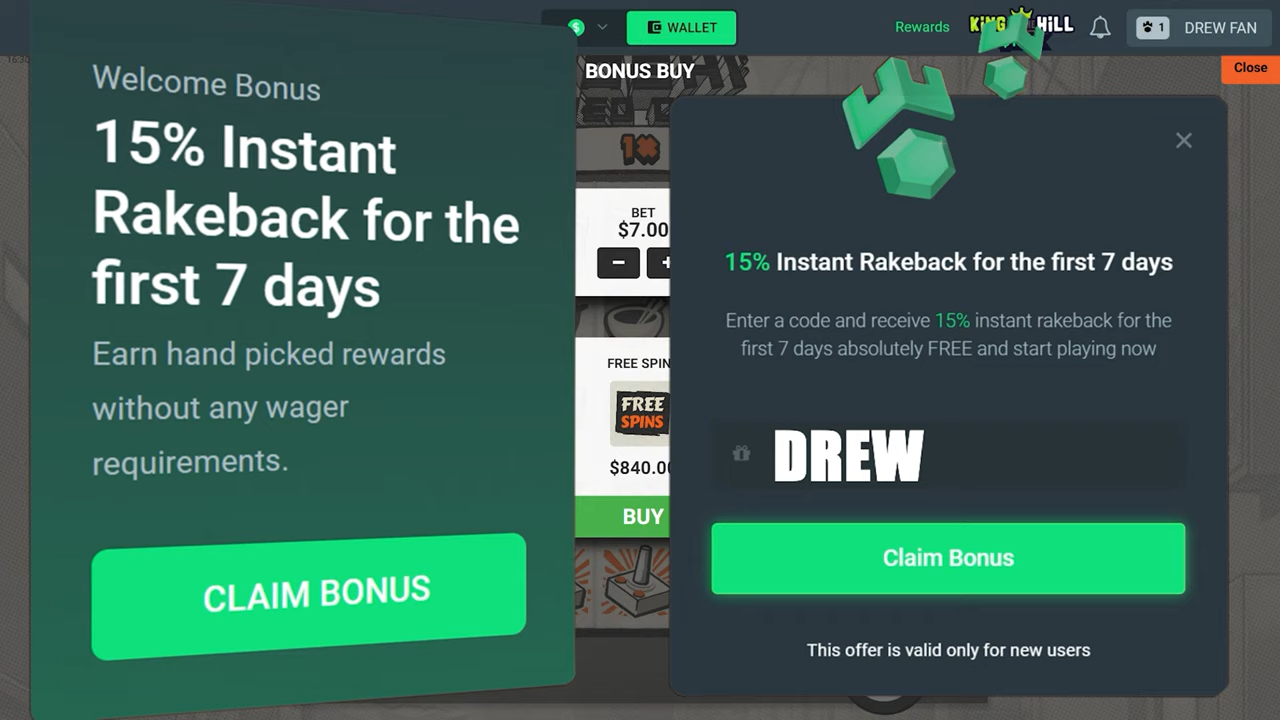 WALLET
Rewards
KING HILL
1
DREW FAN
Close
Welcome Bonus
15% Instant
Rakeback for the
first 7 days
Earn hand picked rewards
without any wager
requirements.
CLAIM BONUS
BONUS BUY
1×
BET
$7.00
FREE SPIN
FREE
SPINS
$840.00
BUY
15% Instant Rakeback for the first 7 days
Enter a code and receive 15% instant rakeback for the
first 7 days absolutely FREE and start playing now
DREW
Claim Bonus
This offer is valid only for new users